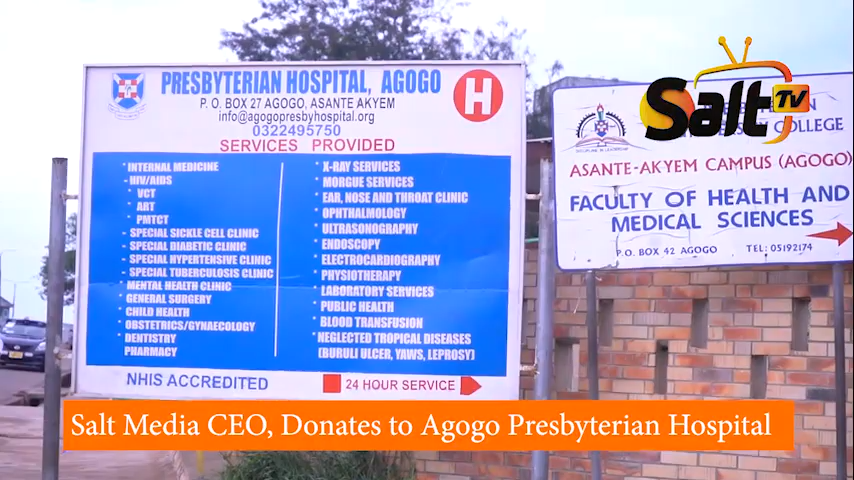 PRESBYTERIAN HOSPITAL, AGOGO
P. O. BOX 27 AGOGO, ASANTE AKYEM
info@agogopresbyhospital.org
0322495750
SERVICES PROVIDED
H
* INTERNAL MEDICINE
- HIV/AIDS
* VCT
* ART
* PMTCT
- SPECIAL SICKLE CELL CLINIC
- SPECIAL DIABETIC CLINIC
- SPECIAL HYPERTENSIVE CLINIC
- SPECIAL TUBERCULOSIS CLINIC
* MENTAL HEALTH CLINIC
* GENERAL SURGERY
* CHILD HEALTH
* OBSTETRICS/GYNAECOLOGY
* DENTISTRY
PHARMACY
* X-RAY SERVICES
* MORGUE SERVICES
* EAR, NOSE AND THROAT CLINIC
* OPHTHALMOLOGY
* ULTRASONOGRAPHY
* ENDOSCOPY
* ELECTROCARDIOGRAPHY
* PHYSIOTHERAPY
* LABORATORY SERVICES
* PUBLIC HEALTH
* BLOOD TRANSFUSION
* NEGLECTED TROPICAL DISEASES
(BURULI ULCER, YAWS, LEPROSY)
NHIS ACCREDITED
24 HOUR SERVICE
Salt TV
COLLEGE
ASANTE-AKYEM CAMPUS (AGOGO)
FACULTY OF HEALTH AND
MEDICAL SCIENCES
P.O. BOX 42 AGOGO
TEL: 05192174
Salt Media CEO, Donates to Agogo Presbyterian Hospital